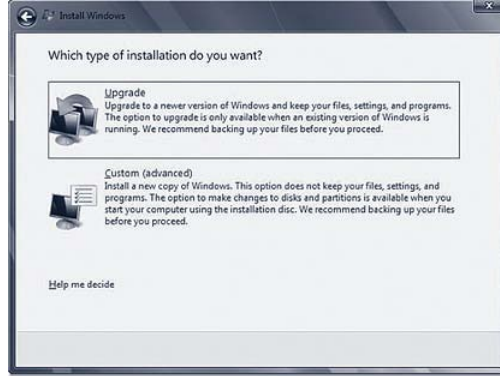 Install Windows
Which type of installation do you want?
Upgrade
Upgrade to a newer version of Windows and keep your files, settings, and programs.
The option to upgrade is only available when an existing version of Windows is
running. We recommend backing up your files before you proceed.
Custom (advanced)
Install a new copy of Windows. This option does not keep your files, settings, and
programs. The option to make changes to disks and partitions is available when you
start your computer using the installation disc. We recommend backing up your files
before you proceed.
Help me decide